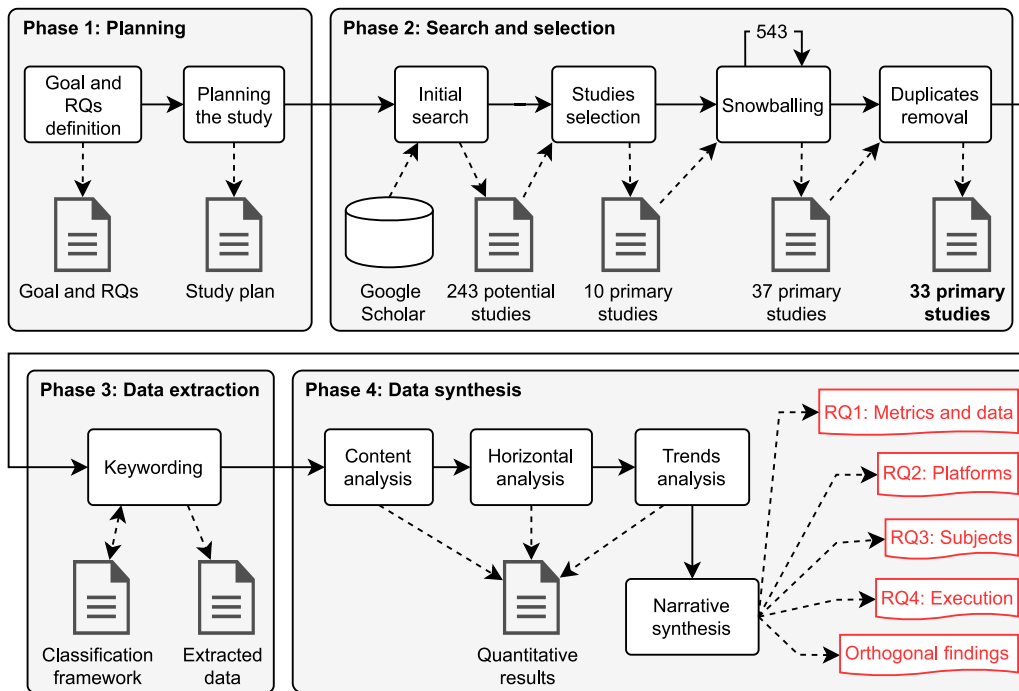 Phase 1: Planning
Goal and
RQs
definition
Planning
the study
Goal and RQs
Study plan
Phase 2: Search and selection
543
Initial
search
Studies
selection
Snowballing
Duplicates
removal
Google
Scholar
243 potential
studies
10 primary
studies
37 primary
studies
33 primary
studies
Phase 3: Data extraction
Keywording
Classification
framework
Extracted
data
Phase 4: Data synthesis
Content
analysis
Horizontal
analysis
Trends
analysis
Narrative
synthesis
Quantitative
results
RQ1: Metrics and data
RQ2: Platforms
RQ3: Subjects
RQ4: Execution
Orthogonal findings